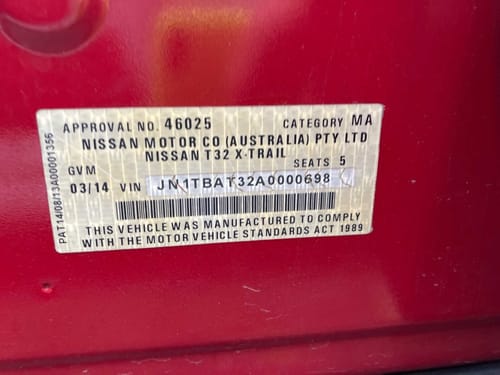 APPROVAL NO. 46025 CATEGORY MA
NISSAN MOTOR CO (AUSTRALIA) PTY LTD
NISSAN T32 X-TRAIL
GVM SEATS 5
03/14 VIN JN1TBAT32A0000698
THIS VEHICLE WAS MANUFACTURED TO COMPLY
WITH THE MOTOR VEHICLE STANDARDS ACT 1989
PAT14/08/13A00001356